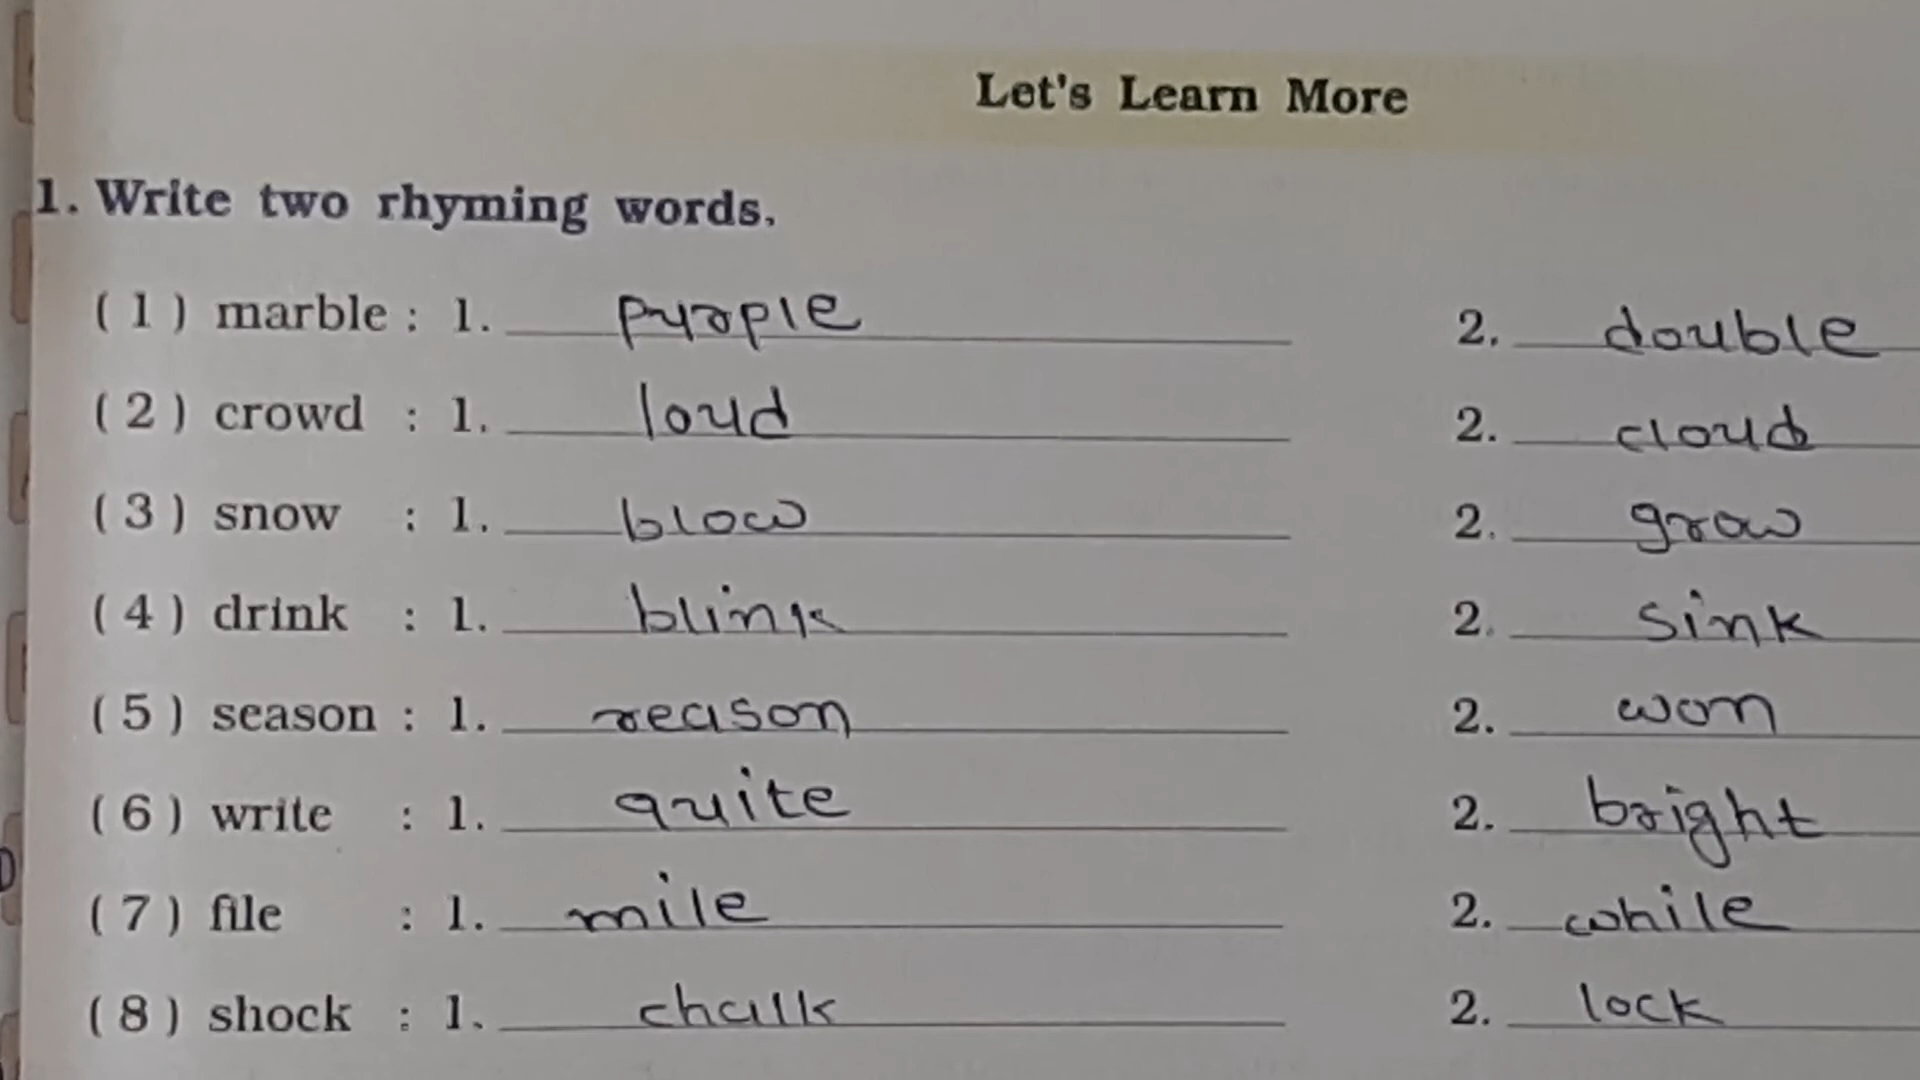 Let's Learn More
1. Write two rhyming words.
( 1 ) marble : 1. purple 2. double
( 2 ) crowd : 1. loud 2. cloud
( 3 ) snow : 1. blow 2. grow
( 4 ) drink : 1. blink 2. sink
( 5 ) season : 1. reason 2. won
( 6 ) write : 1. quite 2. bright
( 7 ) file : 1. mile 2. while
( 8 ) shock : 1. chalk 2. lock